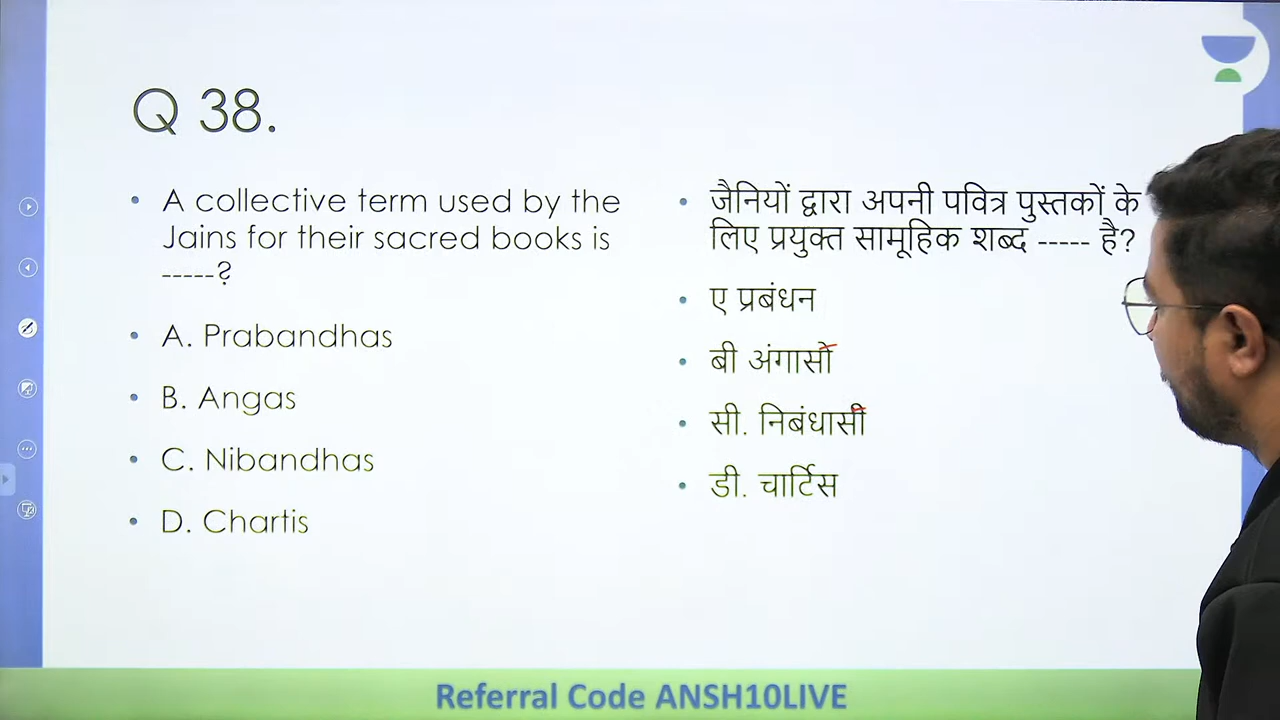 Q 38.
A collective term used by the
Jains for their sacred books is
-----?
A. Prabandhas
B. Angas
C. Nibandhas
D. Chartis
जैनियों द्वारा अपनी पवित्र पुस्तकों के
लिए प्रयुक्त सामूहिक शब्द ----- है?
ए प्रबंधन
बी अंगासो
सी. निबंधासी
डी. चार्टिस
Referral Code ANSH10LIVE